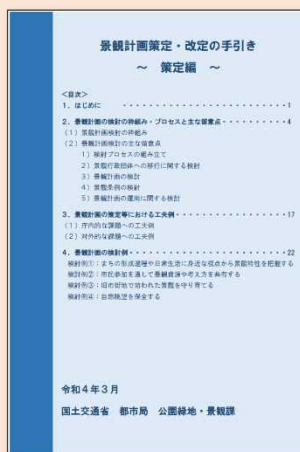 景観計画策定・改定の手引き
～ 策定編 ～
＜目次＞
1．はじめに ・・・・・・・・・・・・・・・・・・・・・・1
2．景観計画の検討の枠組み・プロセスと主な留意点・・・・・・・・・・4
（1）景観計画検討の枠組み
（2）景観計画検討の主な留意点
1）検討プロセスの組み立て
2）景観行政団体への移行に関する検討
3）景観計画の検討
4）景観条例の検討
5）景観計画の運用に関する検討
3．景観計画の策定等における工夫例・・・・・・・・・・・・・・・・17
（1）庁内的な課題への工夫例
（2）対外的な課題への工夫例
4．景観計画の検討例・・・・・・・・・・・・・・・・・・・・・・22
検討例①：まちの形成過程や日常生活に身近な視点から景観特性を把握する
検討例②：市民参加を通して景観資源や考え方を共有する
検討例③：旧市街地で培われた景観を守り育てる
検討例④：自然眺望を保全する
令和4年3月
国土交通省 都市局 公園緑地・景観課